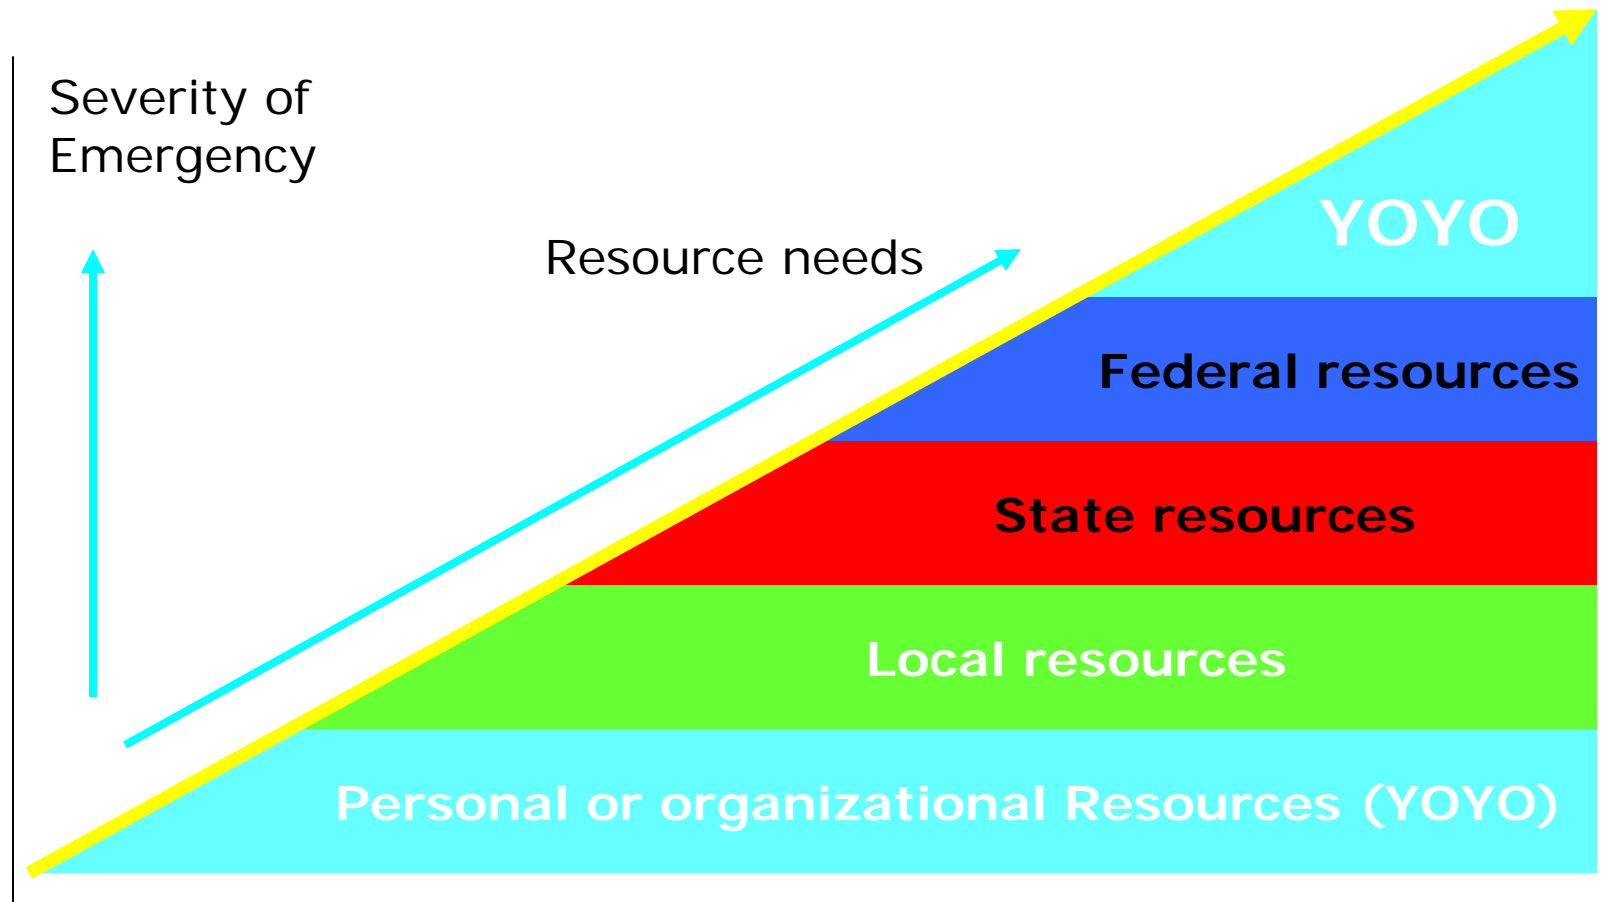 Severity of
Emergency
Resource needs
YOYO
Federal resources
State resources
Local resources
Personal or organizational Resources (YOYO)